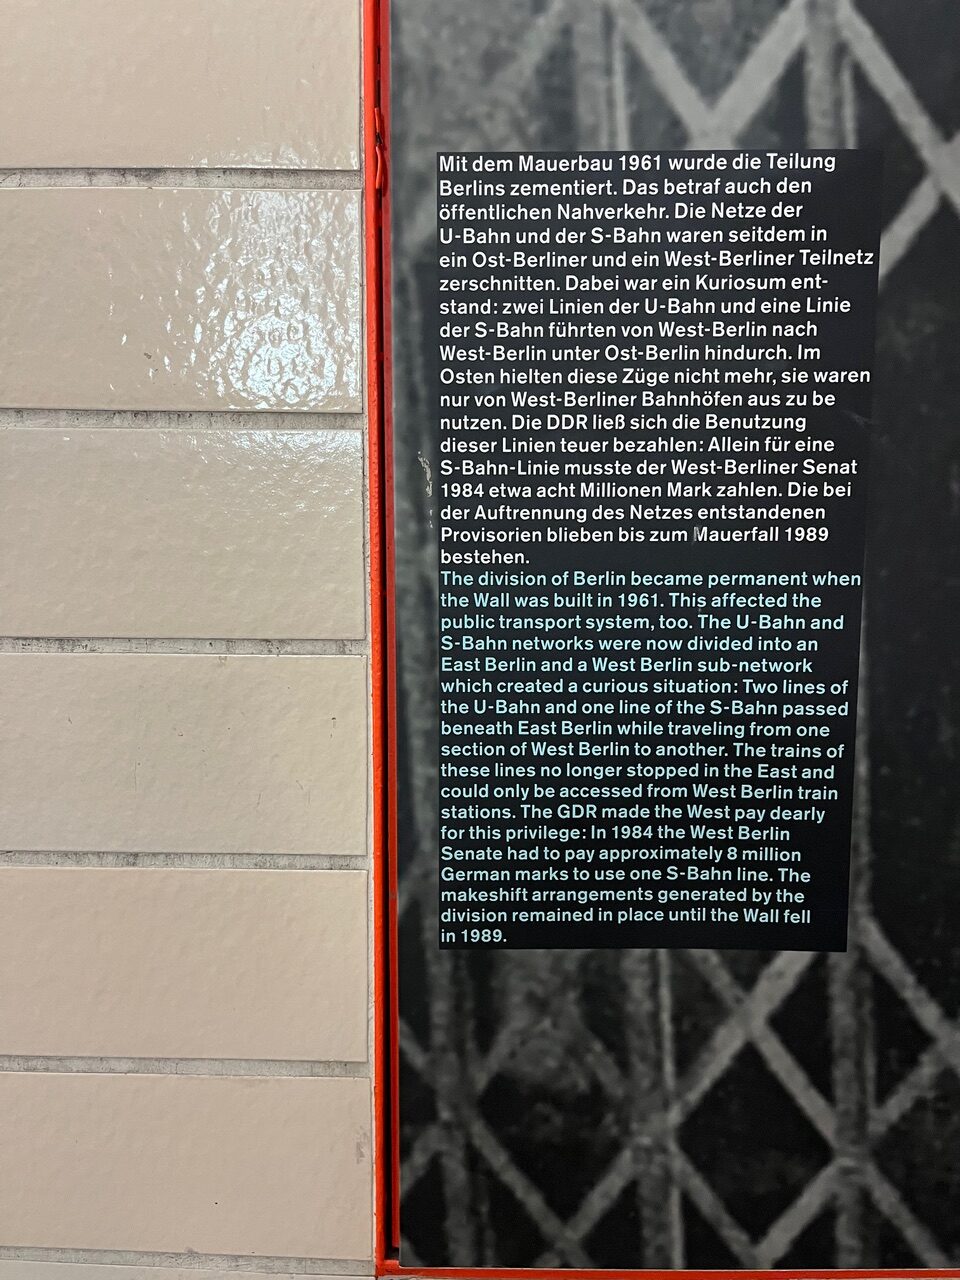 Mit dem Mauerbau 1961 wurde die Teilung
Berlins zementiert. Das betraf auch den
öffentlichen Nahverkehr. Die Netze der
U-Bahn und der S-Bahn waren seitdem in
ein Ost-Berliner und ein West-Berliner Teilnetz
zerschnitten. Dabei war ein Kuriosum ent-
stand: zwei Linien der U-Bahn und eine Linie
der S-Bahn führten von West-Berlin nach
West-Berlin unter Ost-Berlin hindurch. Im
Osten hielten diese Züge nicht mehr, sie waren
nur von West-Berliner Bahnhöfen aus zu be
nutzen. Die DDR ließ sich die Benutzung
dieser Linien teuer bezahlen: Allein für eine
S-Bahn-Linie musste der West-Berliner Senat
1984 etwa acht Millionen Mark zahlen. Die bei
der Auftrennung des Netzes entstandenen
Provisorien blieben bis zum Mauerfall 1989
bestehen.
The division of Berlin became permanent when
the Wall was built in 1961. This affected the
public transport system, too. The U-Bahn and
S-Bahn networks were now divided into an
East Berlin and a West Berlin sub-network
which created a curious situation: Two lines of
the U-Bahn and one line of the S-Bahn passed
beneath East Berlin while traveling from one
section of West Berlin to another. The trains of
these lines no longer stopped in the East and
could only be accessed from West Berlin train
stations. The GDR made the West pay dearly
for this privilege: In 1984 the West Berlin
Senate had to pay approximately 8 million
German marks to use one S-Bahn line. The
makeshift arrangements generated by the
division remained in place until the Wall fell
in 1989.